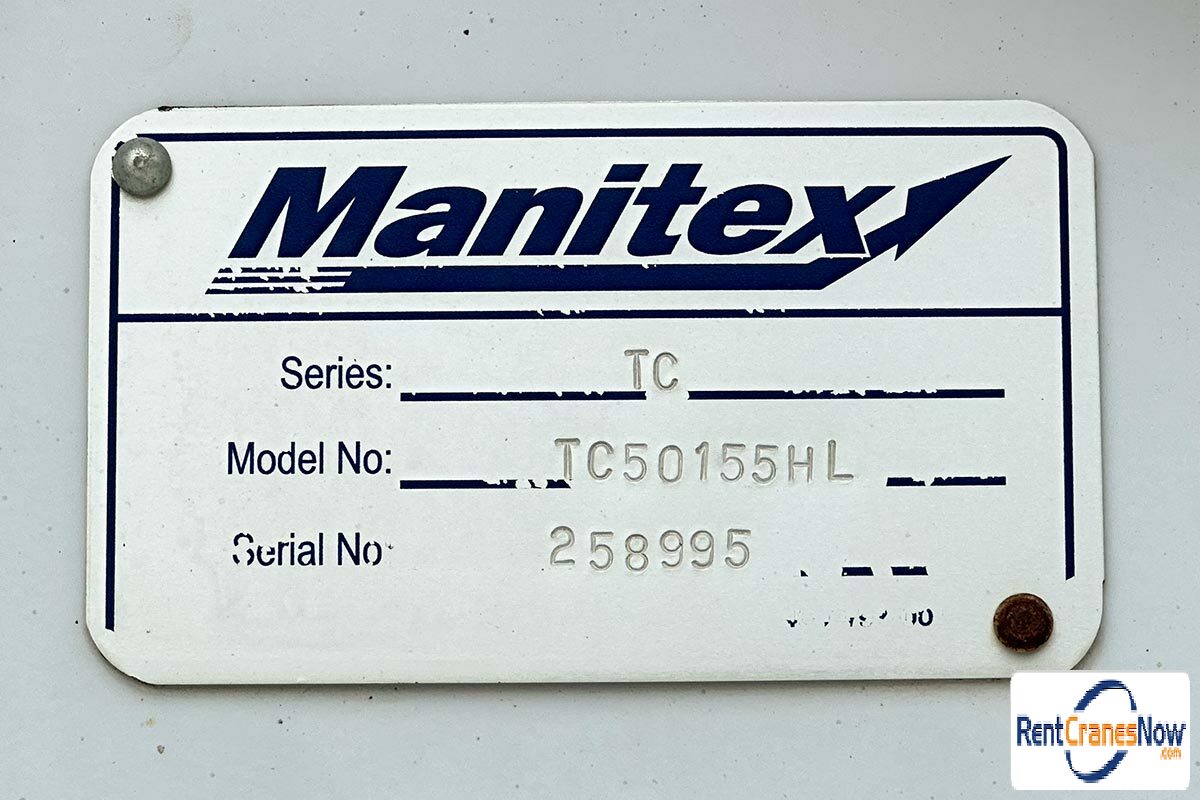 Manitex
Series: TC
Model No: TC50155HL
Serial No: 258995
RentCranesNow
.com